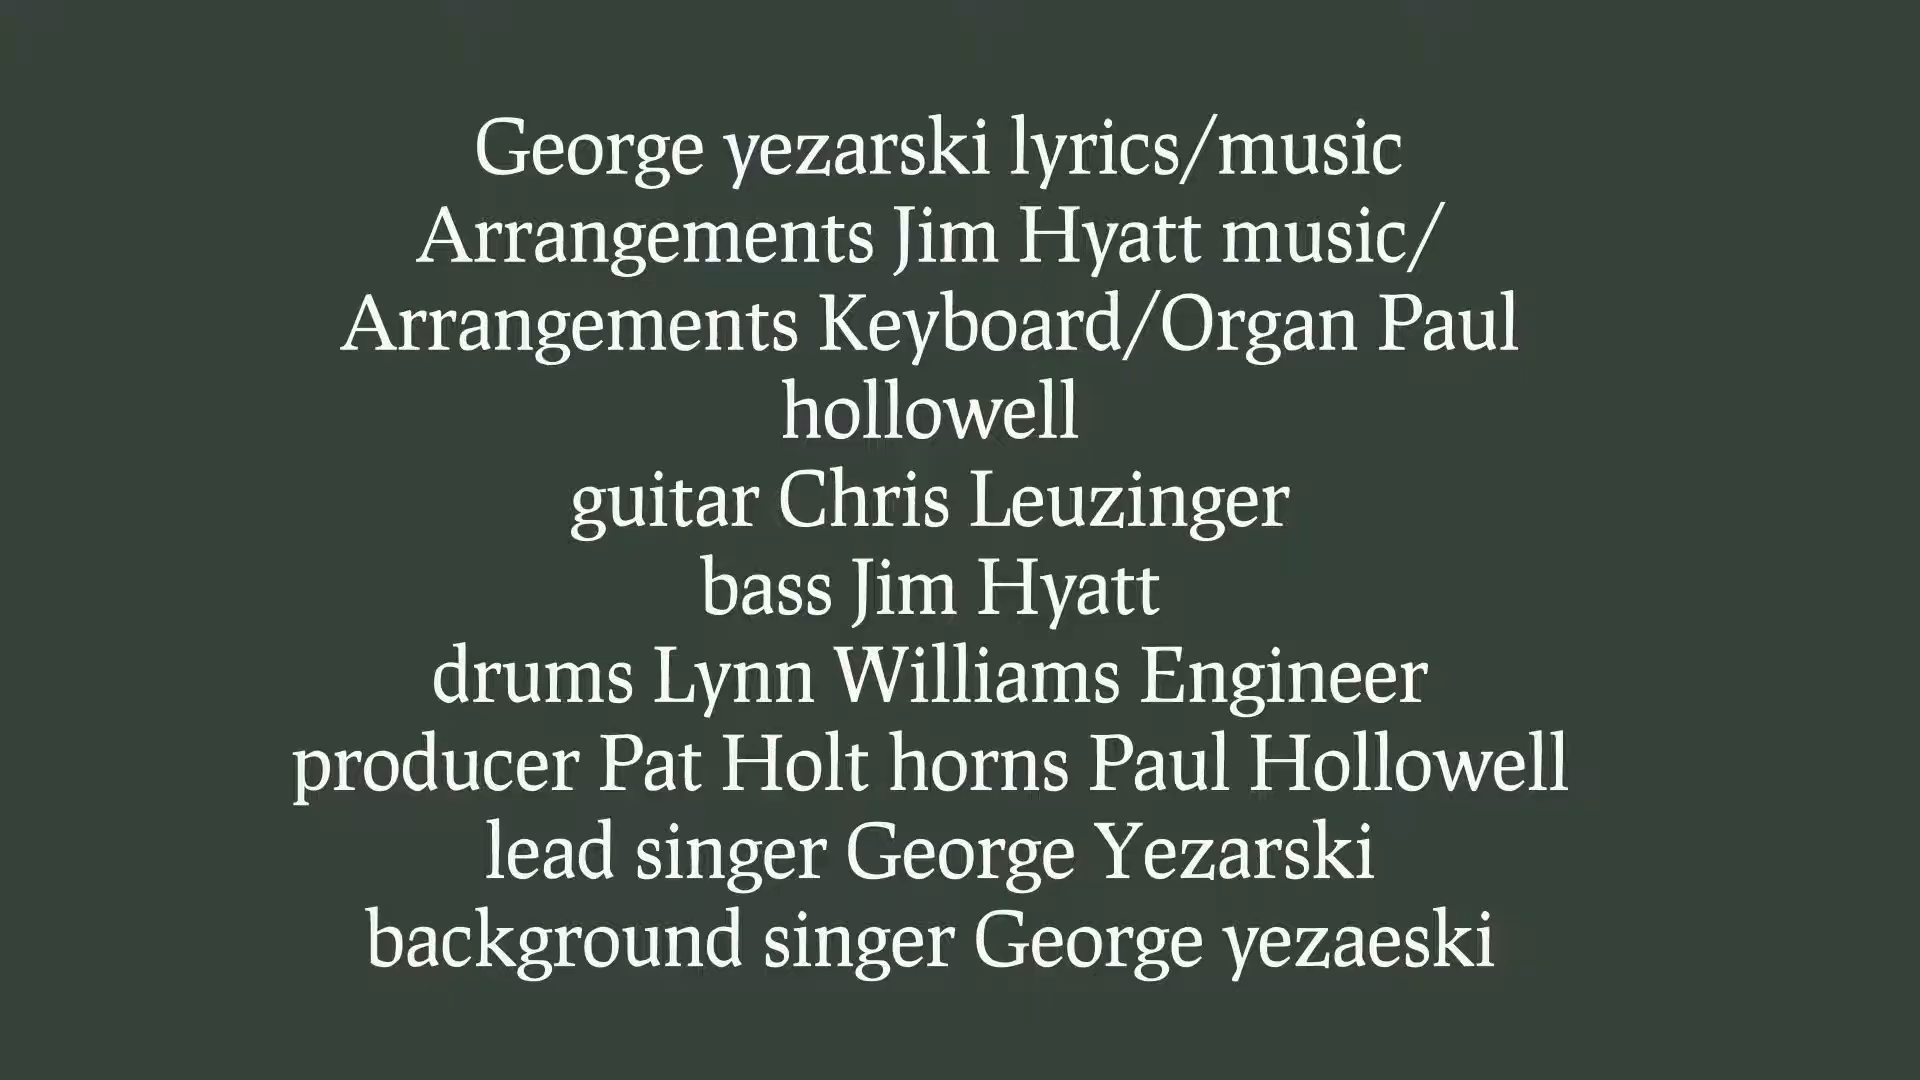 George yezarski lyrics/music
Arrangements Jim Hyatt music/
Arrangements Keyboard/Organ Paul
hollowell
guitar Chris Leuzinger
bass Jim Hyatt
drums Lynn Williams Engineer
producer Pat Holt horns Paul Hollowell
lead singer George Yezarski
background singer George yezaeski